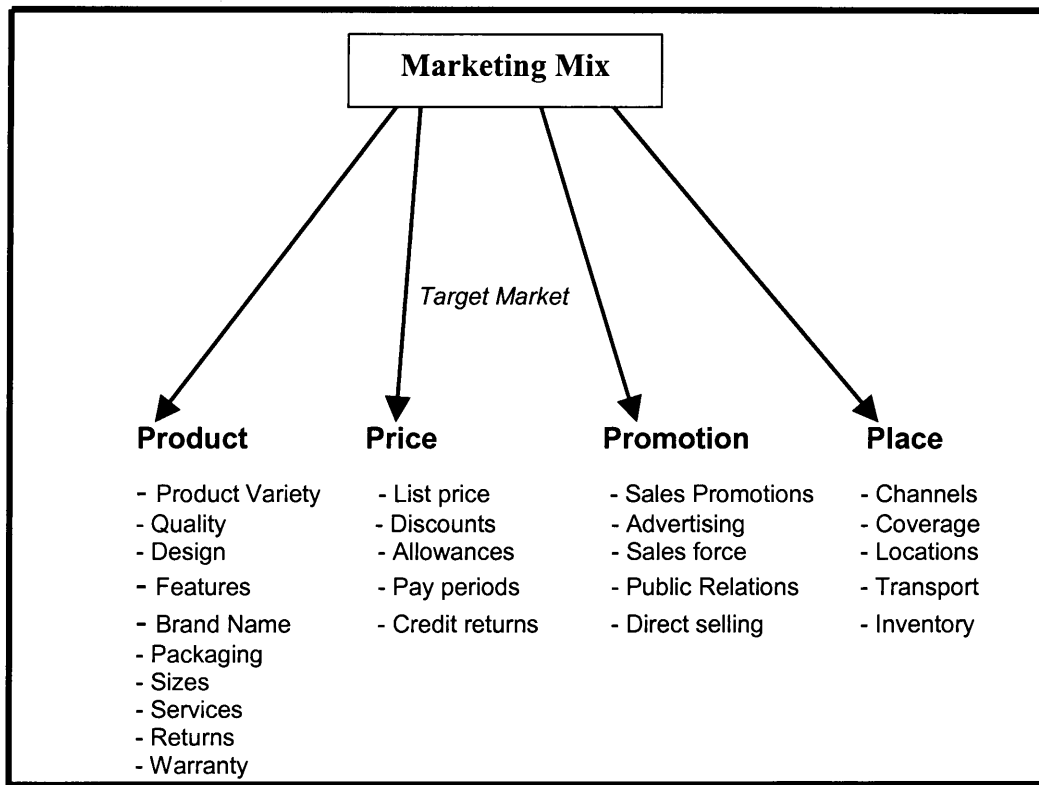 Marketing Mix
Target Market
Product
- Product Variety
- Quality
- Design
- Features
- Brand Name
- Packaging
- Sizes
- Services
- Returns
- Warranty
Price
- List price
- Discounts
- Allowances
- Pay periods
- Credit returns
Promotion
- Sales Promotions
- Advertising
- Sales force
- Public Relations
- Direct selling
Place
- Channels
- Coverage
- Locations
- Transport
- Inventory